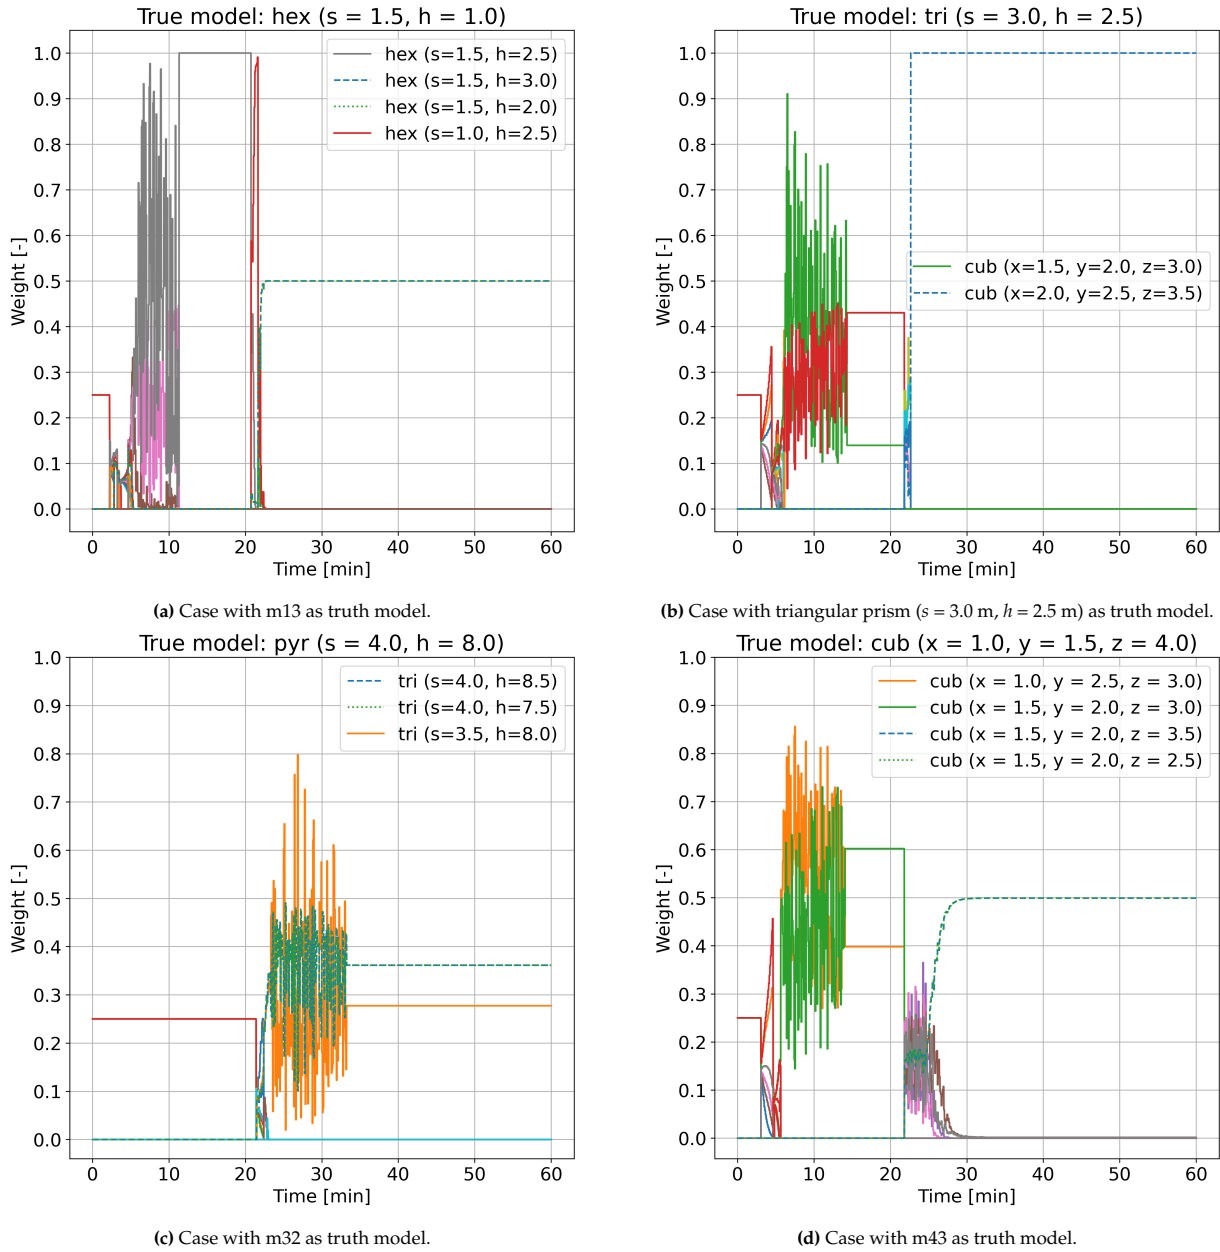 True model: hex (s = 1.5, h = 1.0)
1.0
0.9
0.8
0.7
0.6
0.5
0.4
0.3
0.2
0.1
0.0
Weight [-]
hex (s=1.5, h=2.5)
hex (s=1.5, h=3.0)
hex (s=1.5, h=2.0)
hex (s=1.0, h=2.5)
0 10 20 30 40 50 60
Time [min]
(a) Case with m13 as truth model.
True model: tri (s = 3.0, h = 2.5)
1.0
0.9
0.8
0.7
0.6
0.5
0.4
0.3
0.2
0.1
0.0
Weight [-]
cub (x=1.5, y=2.0, z=3.0)
cub (x=2.0, y=2.5, z=3.5)
0 10 20 30 40 50 60
Time [min]
(b) Case with triangular prism (s = 3.0 m, h = 2.5 m) as truth model.
True model: pyr (s = 4.0, h = 8.0)
1.0
0.9
0.8
0.7
0.6
0.5
0.4
0.3
0.2
0.1
0.0
Weight [-]
tri (s=4.0, h=8.5)
tri (s=4.0, h=7.5)
tri (s=3.5, h=8.0)
0 10 20 30 40 50 60
Time [min]
(c) Case with m32 as truth model.
True model: cub (x = 1.0, y = 1.5, z = 4.0)
1.0
0.9
0.8
0.7
0.6
0.5
0.4
0.3
0.2
0.1
0.0
Weight [-]
cub (x = 1.0, y = 2.5, z = 3.0)
cub (x = 1.5, y = 2.0, z = 3.0)
cub (x = 1.5, y = 2.0, z = 3.5)
cub (x = 1.5, y = 2.0, z = 2.5)
0 10 20 30 40 50 60
Time [min]
(d) Case with m43 as truth model.